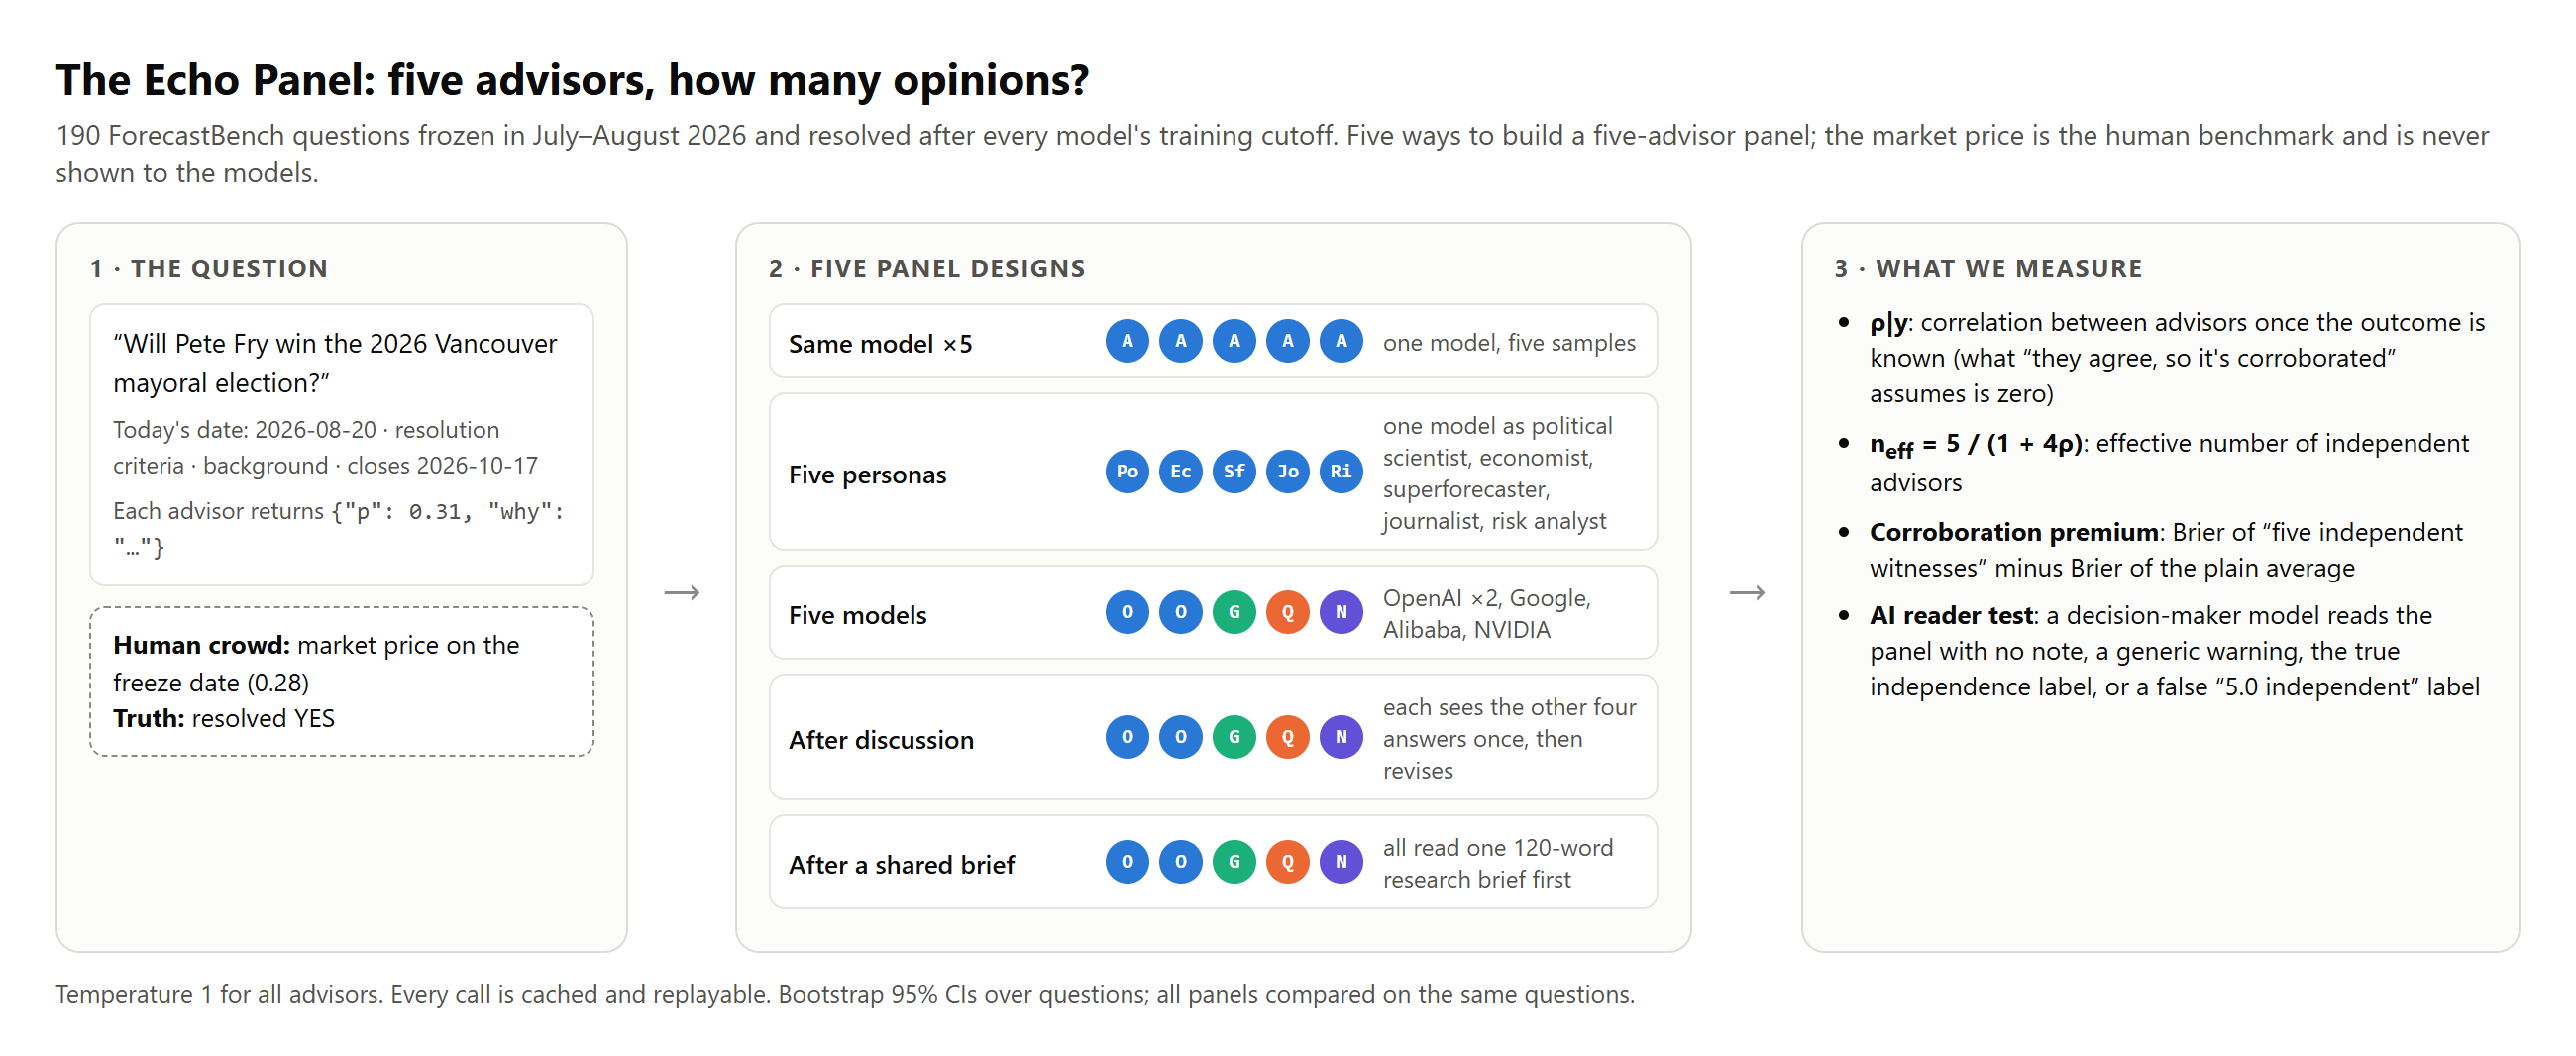 The Echo Panel: five advisors, how many opinions?
190 ForecastBench questions frozen in July–August 2026 and resolved after every model's training cutoff. Five ways to build a five-advisor panel; the market price is the human benchmark and is never
shown to the models.
1 · THE QUESTION
“Will Pete Fry win the 2026 Vancouver
mayoral election?”
Today's date: 2026-08-20 · resolution
criteria · background · closes 2026-10-17
Each advisor returns {"p": 0.31, "why":
"…"}
Human crowd: market price on the
freeze date (0.28)
Truth: resolved YES
→
2 · FIVE PANEL DESIGNS
Same model ×5
A A A A A
one model, five samples
Five personas
Po Ec Sf Jo Ri
one model as political
scientist, economist,
superforecaster,
journalist, risk analyst
Five models
O O G Q N
OpenAI ×2, Google,
Alibaba, NVIDIA
After discussion
O O G Q N
each sees the other four
answers once, then
revises
After a shared brief
O O G Q N
all read one 120-word
research brief first
→
3 · WHAT WE MEASURE
• ρ|y: correlation between advisors once the outcome is
known (what “they agree, so it's corroborated”
assumes is zero)
• neff = 5 / (1 + 4ρ): effective number of independent
advisors
• Corroboration premium: Brier of “five independent
witnesses” minus Brier of the plain average
• AI reader test: a decision-maker model reads the
panel with no note, a generic warning, the true
independence label, or a false “5.0 independent” label
Temperature 1 for all advisors. Every call is cached and replayable. Bootstrap 95% CIs over questions; all panels compared on the same questions.